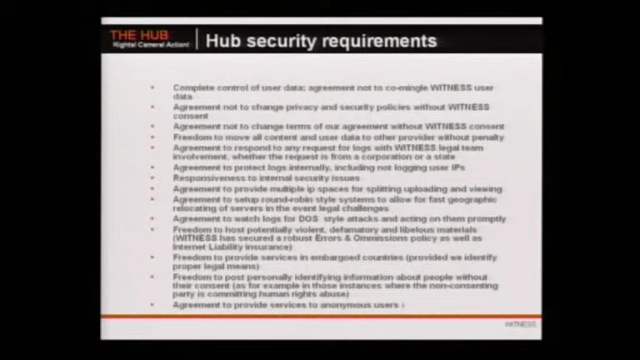 THE HUB
Rights! Camera! Action!
Hub security requirements
Complete control of user data; agreement not to co-mingle WITNESS user
data
Agreement not to change privacy and security policies without WITNESS
consent
Agreement not to change terms of our agreement without WITNESS consent
Freedom to move all content and user data to other provider without penalty
Agreement to respond to any request for logs with WITNESS legal team
involvement, whether the request is from a corporation or a state
Agreement to protect logs internally, including not logging user IPs
Responsiveness to internal security issues
Agreement to provide multiple ip spaces for splitting uploading and viewing
Agreement to setup round-robin style systems to allow for fast geographic
relocating of servers in the event legal challenges
Agreement to watch logs for DOS style attacks and acting on them promptly
Freedom to host potentially violent, defamatory and libelous materials
(WITNESS has secured a robust Errors & Ommissions policy as well as
Internet Liability insurance)
Freedom to provide services in embargoed countries (provided we identify
proper legal means)
Freedom to post personally identifying information about people without
their consent (as for example in those instances where the non-consenting
party is committing human rights abuse)
Agreement to provide services to anonymous users
WITNESS